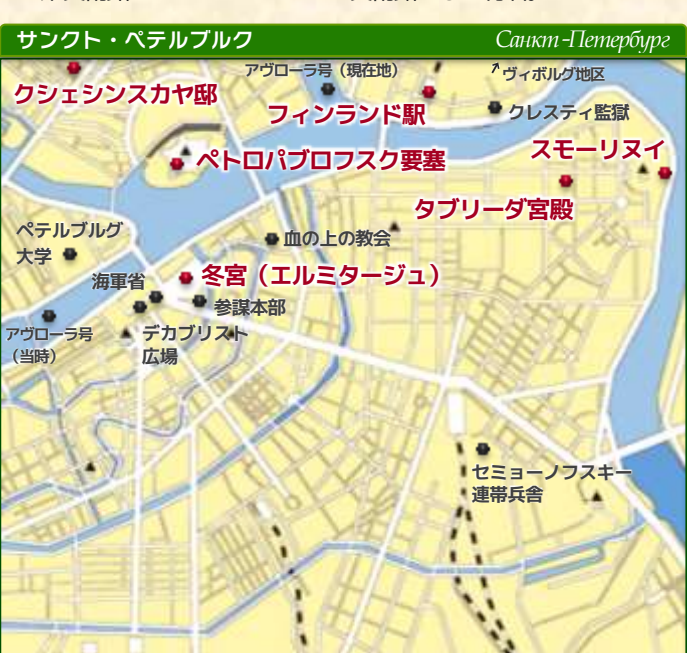 サンクト・ペテルブルク
Санкт-Петербург
アヴローラ号（現在地）
ヴィボルグ地区
クシェシンスカヤ邸
フィンランド駅
クレスティ監獄
スモーリヌイ
ペトロパブロフスク要塞
タブリーダ宮殿
ペテルブルグ
大学
血の上の教会
海軍省
冬宮（エルミタージュ）
参謀本部
アヴローラ号
（当時）
デカブリスト
広場
セミョーノフスキー
連帯兵舎